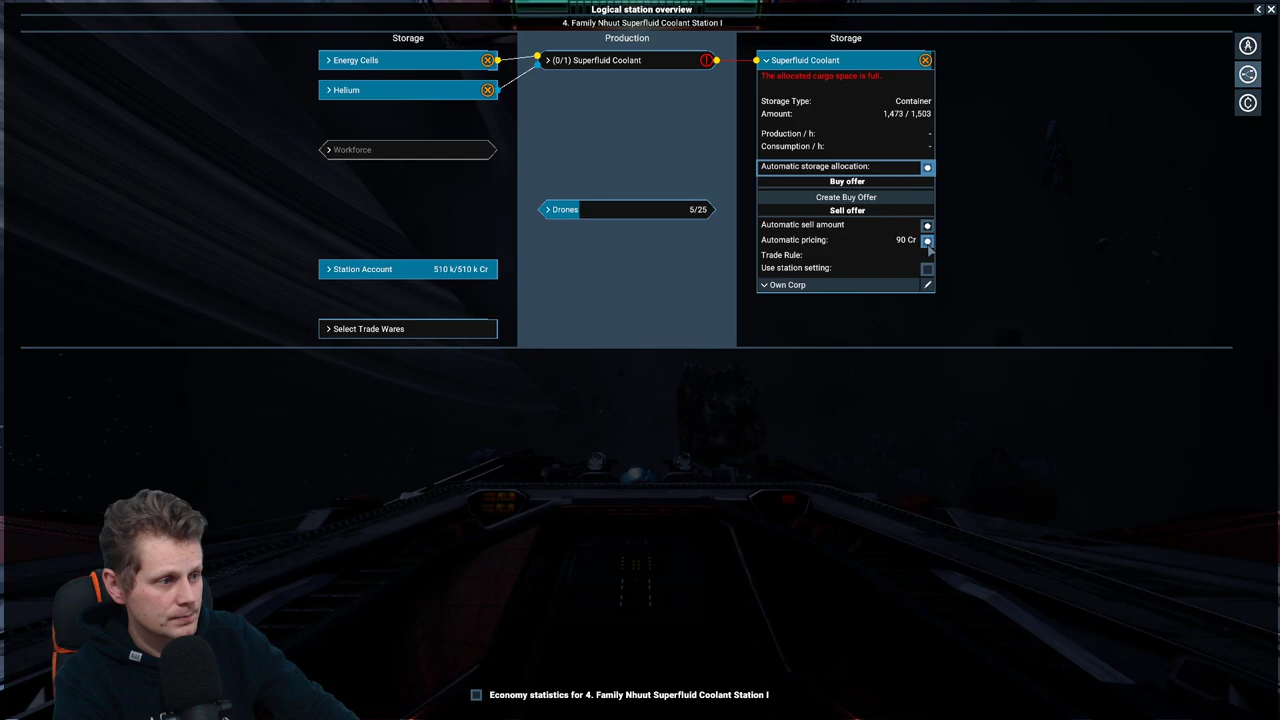 Logical station overview
4. Family Nhuut Superfluid Coolant Station I
Storage
Production
Storage
Energy Cells
(0/1) Superfluid Coolant
Superfluid Coolant
The allocated cargo space is full.
Helium
Storage Type: Container
Amount: 1,473 / 1,503
Production / h: -
Consumption / h: -
Workforce
Automatic storage allocation:
Buy offer
Create Buy Offer
Sell offer
Drones 5/25
Automatic sell amount
Automatic pricing: 90 Cr
Trade Rule:
Use station setting:
Station Account 510 k/510 k Cr
Own Corp
Select Trade Wares
Economy statistics for 4. Family Nhuut Superfluid Coolant Station I